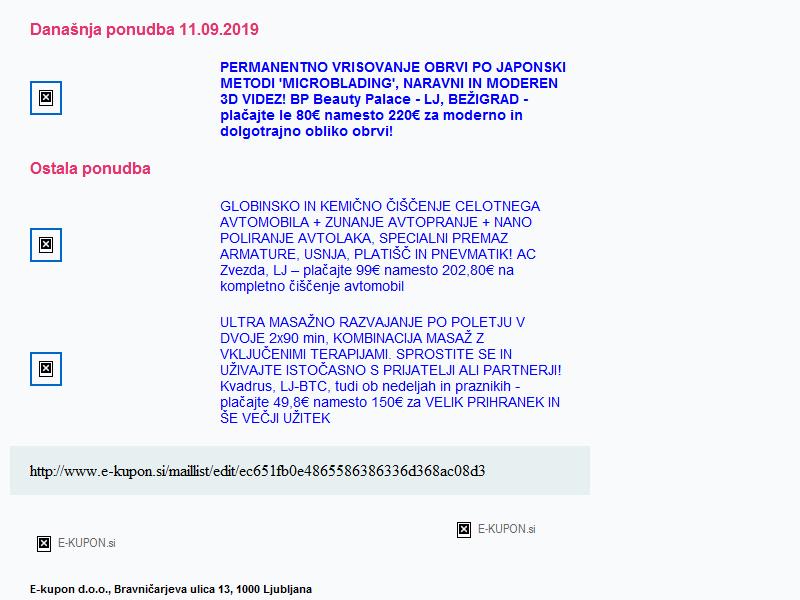 Današnja ponudba 11.09.2019
PERMANENTNO VRISOVANJE OBRVI PO JAPONSKI
METODI 'MICROBLADING', NARAVNI IN MODEREN
3D VIDEZ! BP Beauty Palace - LJ, BEŽIGRAD -
plačajte le 80€ namesto 220€ za moderno in
dolgotrajno obliko obrvi!
Ostala ponudba
GLOBINSKO IN KEMIČNO ČIŠČENJE CELOTNEGA
AVTOMOBILA + ZUNANJE AVTOPRANJE + NANO
POLIRANJE AVTOLAKA, SPECIALNI PREMAZ
ARMATURE, USNJA, PLATIŠČ IN PNEVMATIK! AC
Zvezda, LJ – plačajte 99€ namesto 202,80€ na
kompletno čiščenje avtomobil
ULTRA MASAŽNO RAZVAJANJE PO POLETJU V
DVOJE 2x90 min, KOMBINACIJA MASAŽ Z
VKLJUČENIMI TERAPIJAMI. SPROSTITE SE IN
UŽIVAJTE ISTOČASNO S PRIJATELJI ALI PARTNERJI!
Kvadrus, LJ-BTC, tudi ob nedeljah in praznikih -
plačajte 49,8€ namesto 150€ za VELIK PRIHRANEK IN
ŠE VEČJI UŽITEK
http://www.e-kupon.si/maillist/edit/ec651fb0e4865586386336d368ac08d3
E-KUPON.si
E-KUPON.si
E-kupon d.o.o., Bravničarjeva ulica 13, 1000 Ljubljana